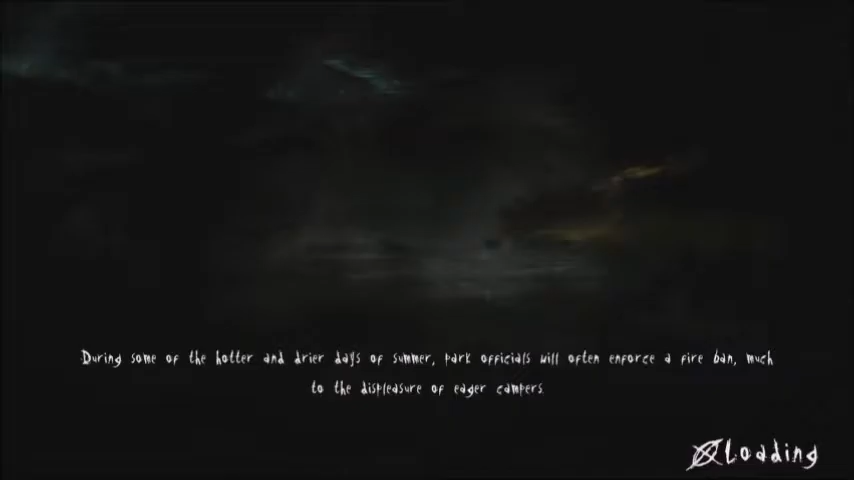 During some of the hotter and drier days of summer, park officials will often enforce a fire ban, much
to the displeasure of eager campers.
Loading